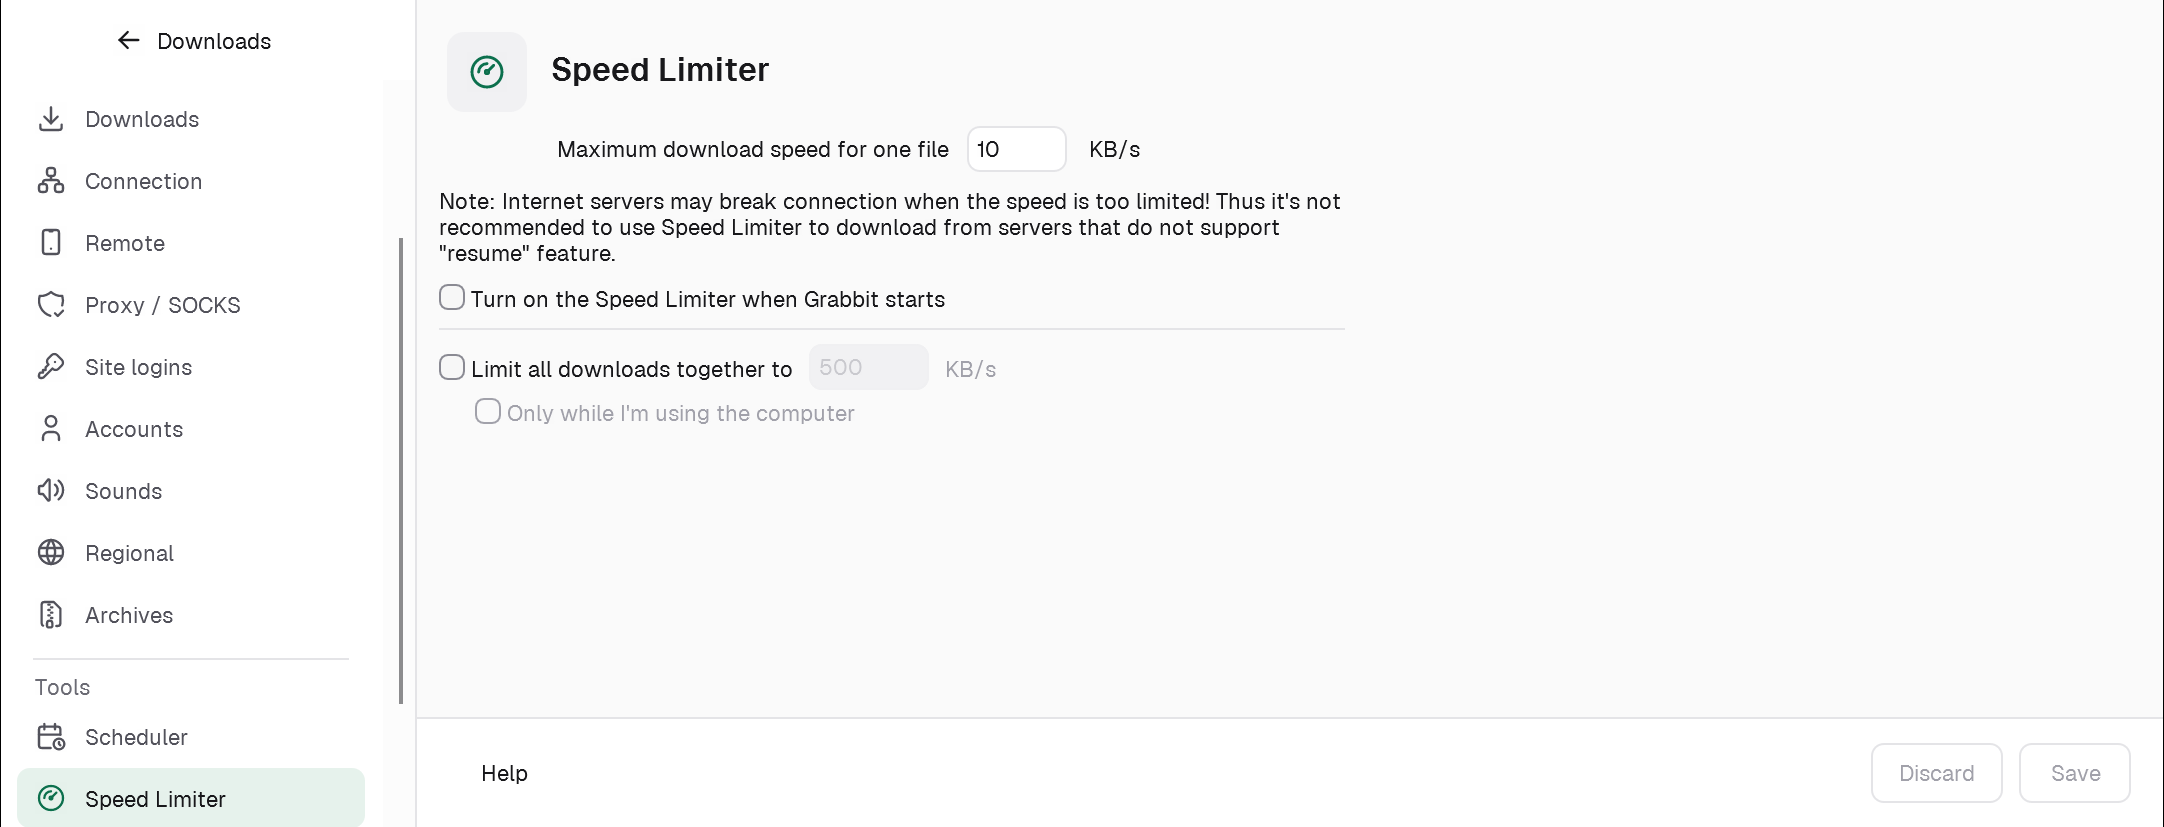 Downloads
Downloads
Connection
Remote
Proxy / SOCKS
Site logins
Accounts
Sounds
Regional
Archives
Tools
Scheduler
Speed Limiter
Speed Limiter
Maximum download speed for one file 10 KB/s
Note: Internet servers may break connection when the speed is too limited! Thus it's not
recommended to use Speed Limiter to download from servers that do not support
"resume" feature.
Turn on the Speed Limiter when Grabbit starts
Limit all downloads together to 500 KB/s
Only while I'm using the computer
Help Discard Save